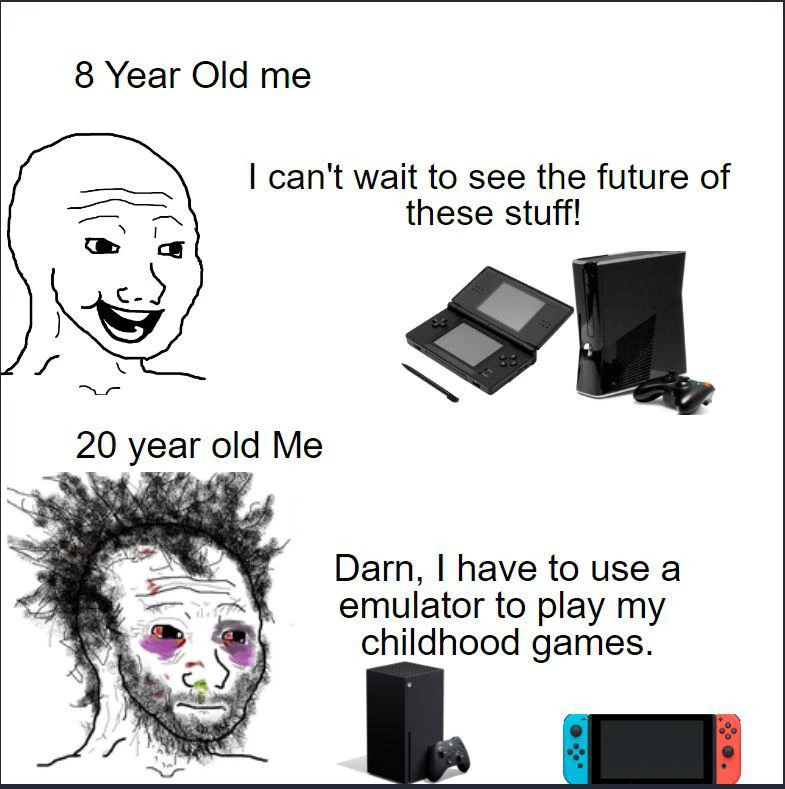 8 Year Old me
I can't wait to see the future of
these stuff!
20 year old Me
Darn, I have to use a
emulator to play my
childhood games.